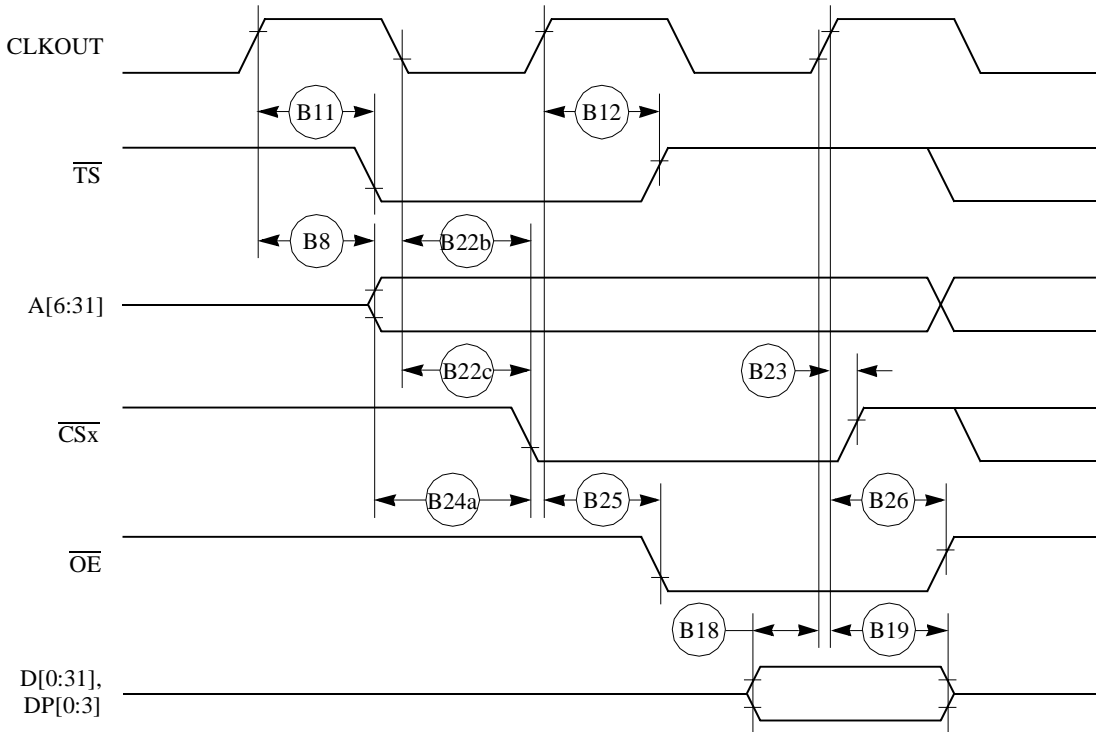 CLKOUT
B11
B12
TS
B8
B22b
A[6:31]
B22c
B23
CSx
B24a
B25
B26
OE
B18
B19
D[0:31],
DP[0:3]